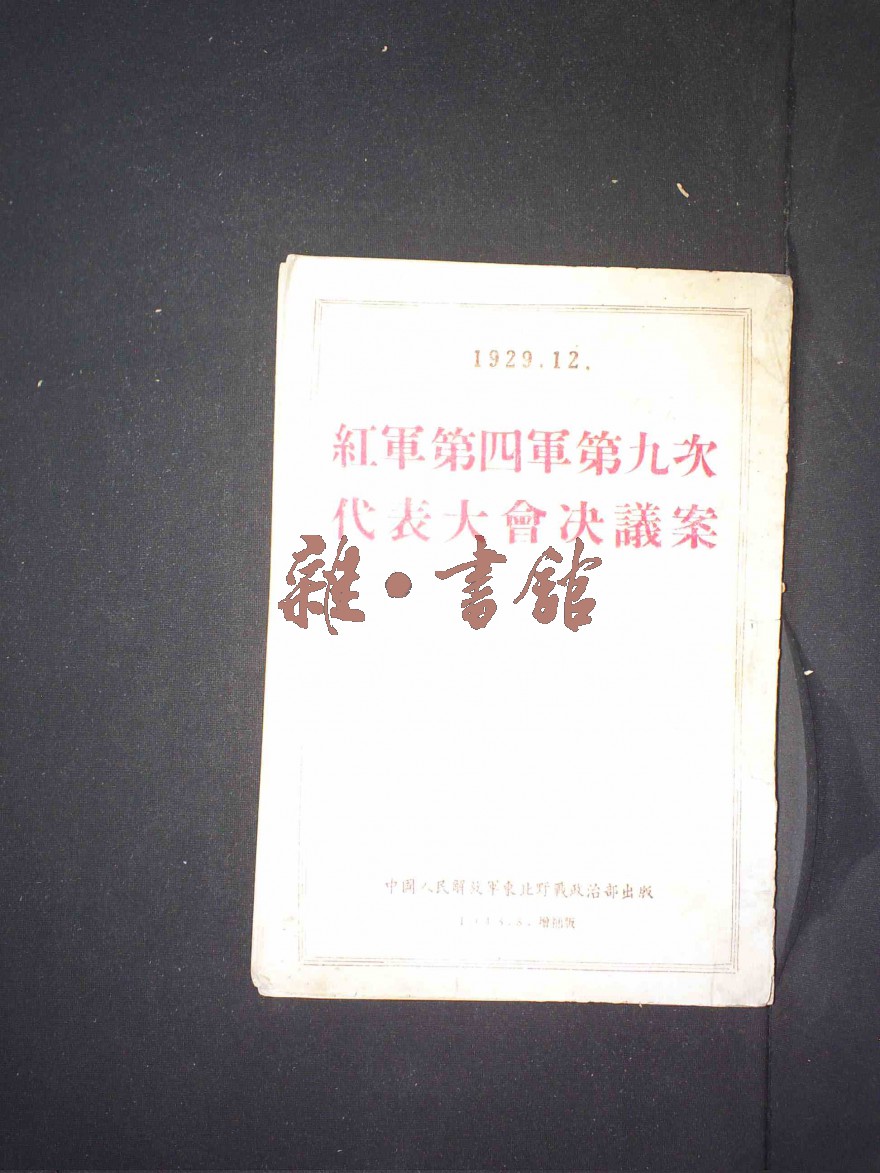 1929.12.
紅軍第四軍第九次
代表大會决議案
雜·書館
中國人民解放軍東北野戰政治部出版